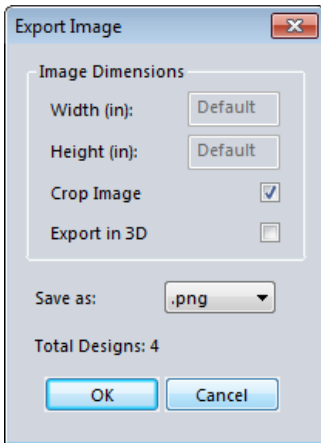 Export Image
Image Dimensions
Width (in): Default
Height (in): Default
Crop Image
Export in 3D
Save as: .png
Total Designs: 4
OK Cancel